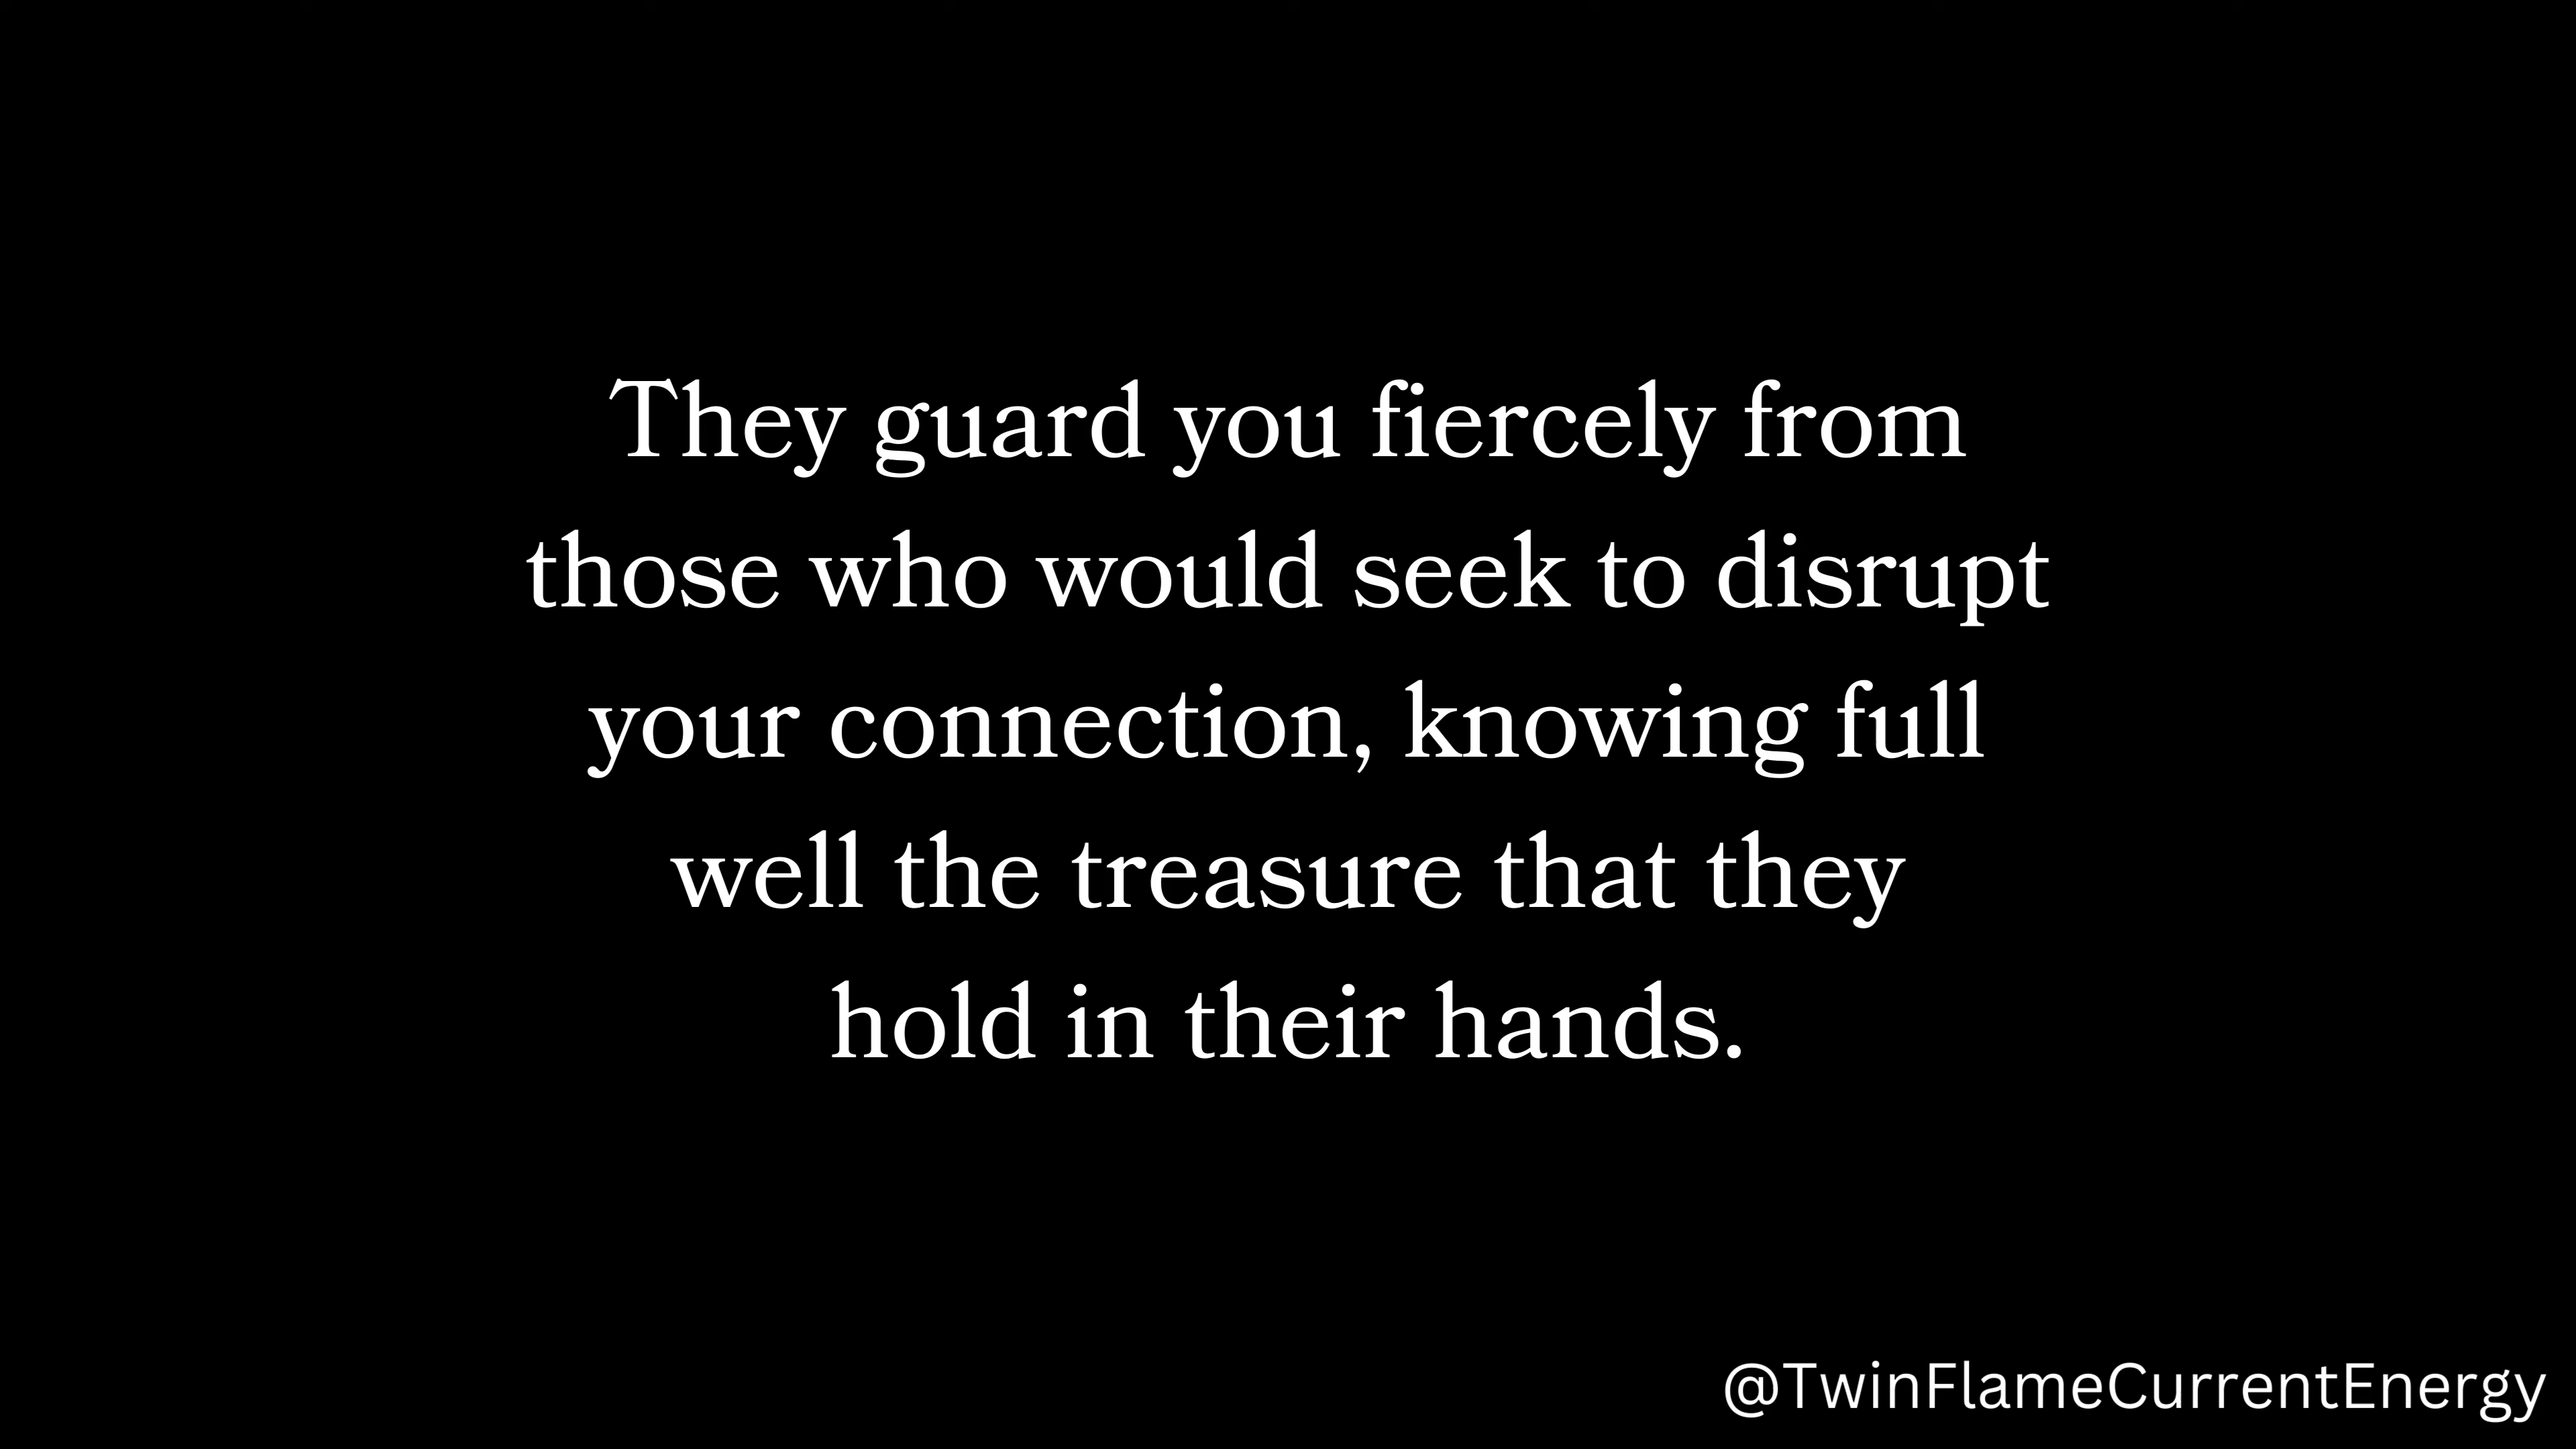 They guard you fiercely from
those who would seek to disrupt
your connection, knowing full
well the treasure that they
hold in their hands.
@TwinFlameCurrentEnergy